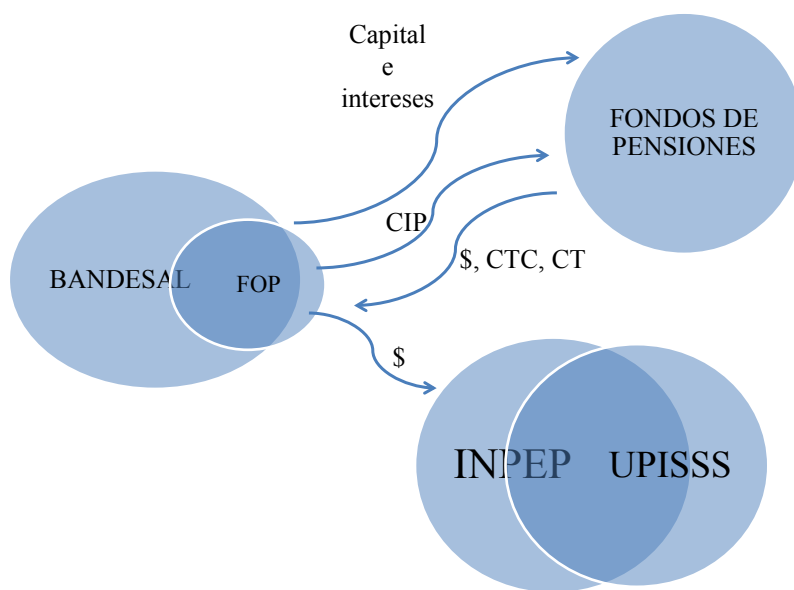 Capital
e
intereses
FONDOS DE
PENSIONES
CIP
$, CTC, CT
BANDESAL
FOP
$
INPEP
UPISSS